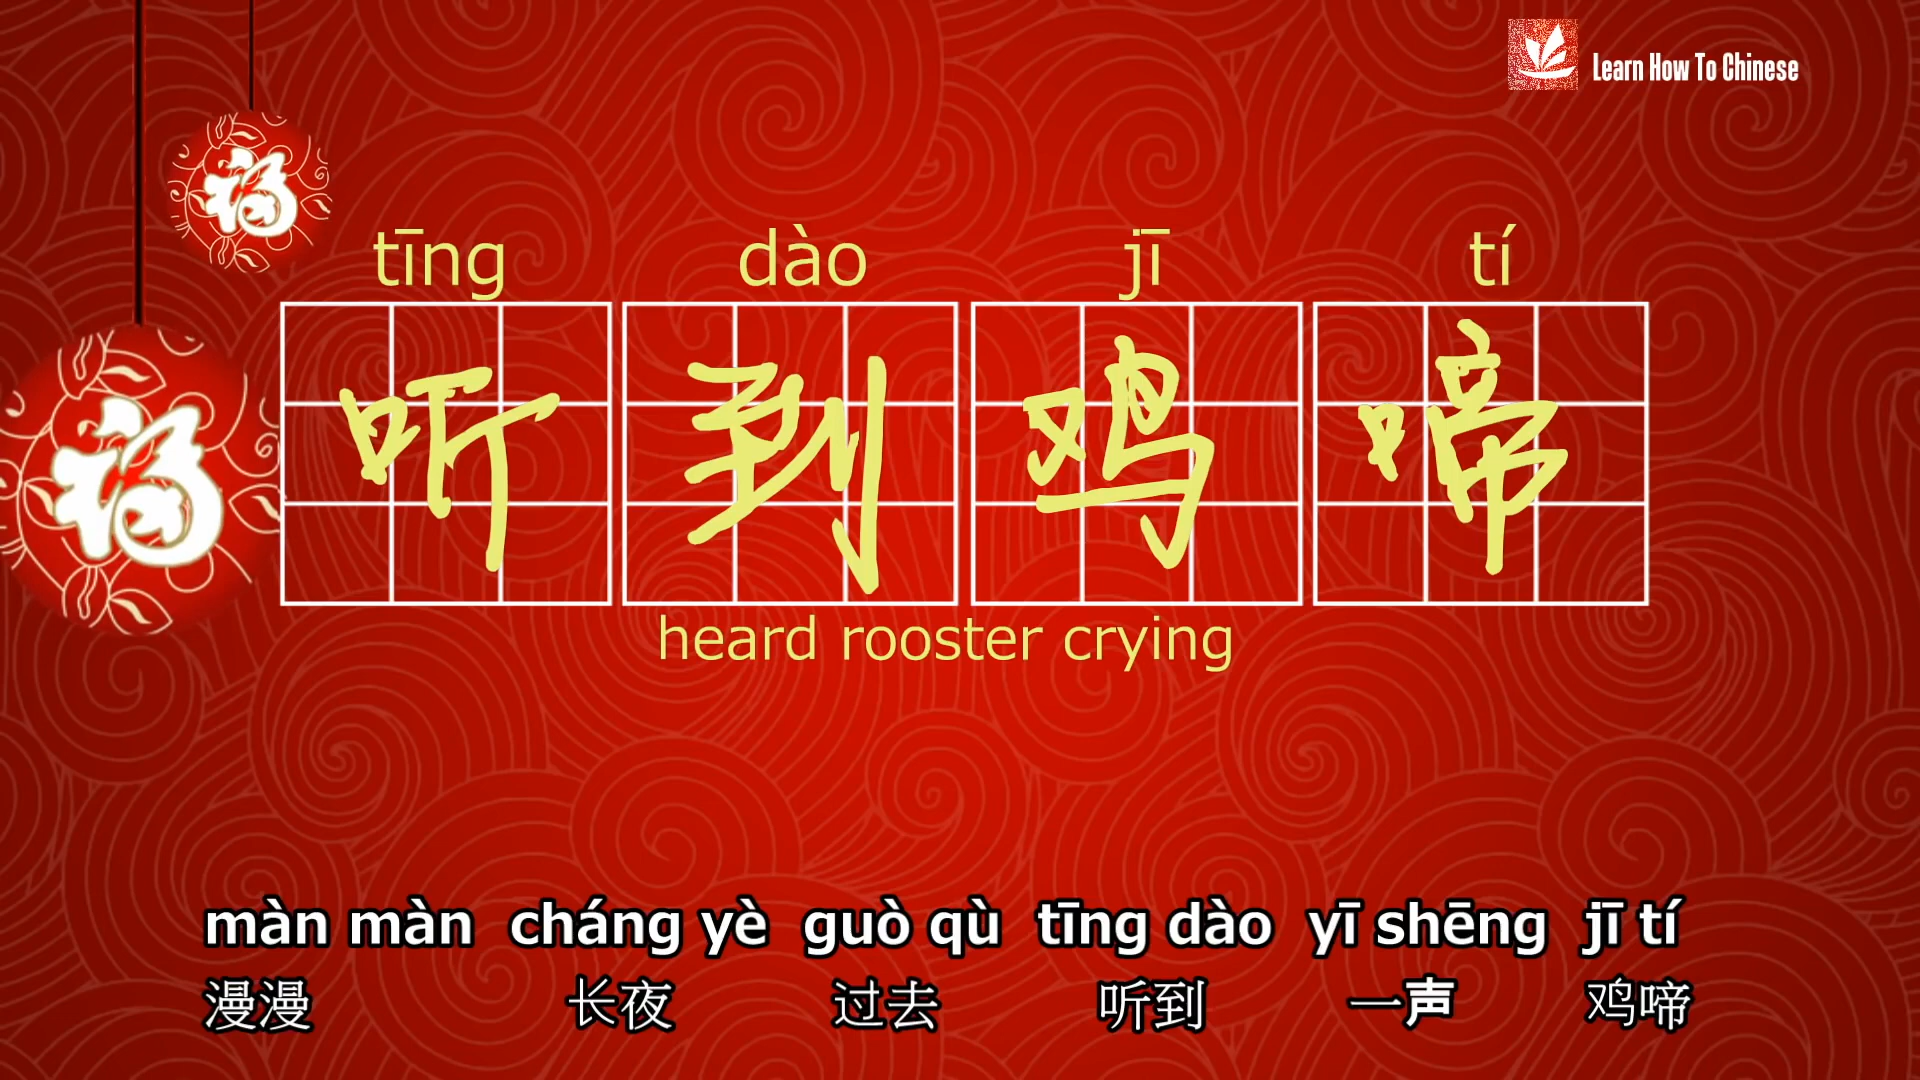 Learn How To Chinese
福
福
tīng dào jī tí
听到鸡啼
heard rooster crying
màn màn cháng yè guò qù tīng dào yī shēng jī tí
漫漫 长夜 过去 听到 一声 鸡啼